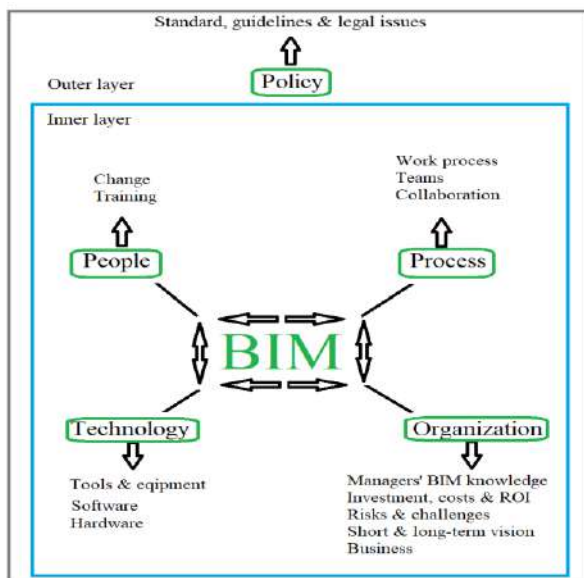 Standard, guidelines & legal issues
Policy
Outer layer
Inner layer
Change
Training
People
Work process
Teams
Collaboration
Process
BIM
Technology
Tools & eqipment
Software
Hardware
Organization
Managers' BIM knowledge
Investment, costs & ROI
Risks & challenges
Short & long-term vision
Business